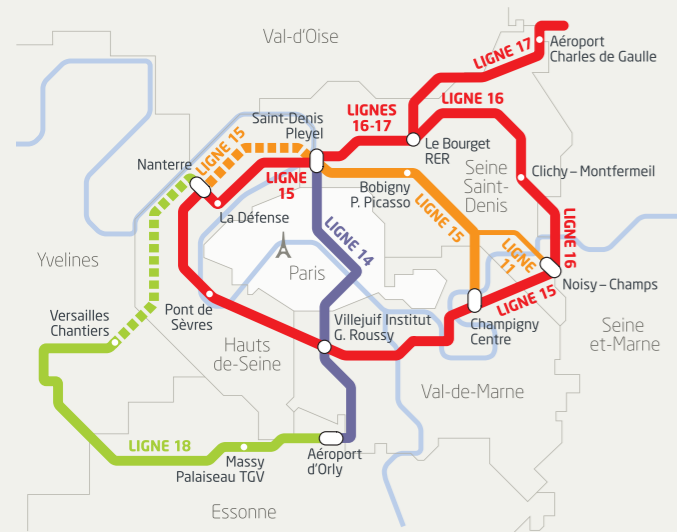 Val-d'Oise
LIGNE 17
Aéroport
Charles de Gaulle
LIGNES
16-17
LIGNE 16
Saint-Denis
Pleyel
LIGNE 15
Nanterre
LIGNE
15
Le Bourget
RER
Seine
Saint-
Denis
Clichy – Montfermeil
Bobigny
P. Picasso
La Défense
LIGNE 15
LIGNE 16
LIGNE 14
LIGNE
11
Yvelines
Paris
Noisy – Champs
LIGNE 15
Pont de
Sèvres
Versailles
Chantiers
Villejuif Institut
G. Roussy
Champigny
Centre
Seine
et-Marne
Hauts
de-Seine
Val-de-Marne
LIGNE 18
Massy
Palaiseau TGV
Aéroport
d'Orly
Essonne